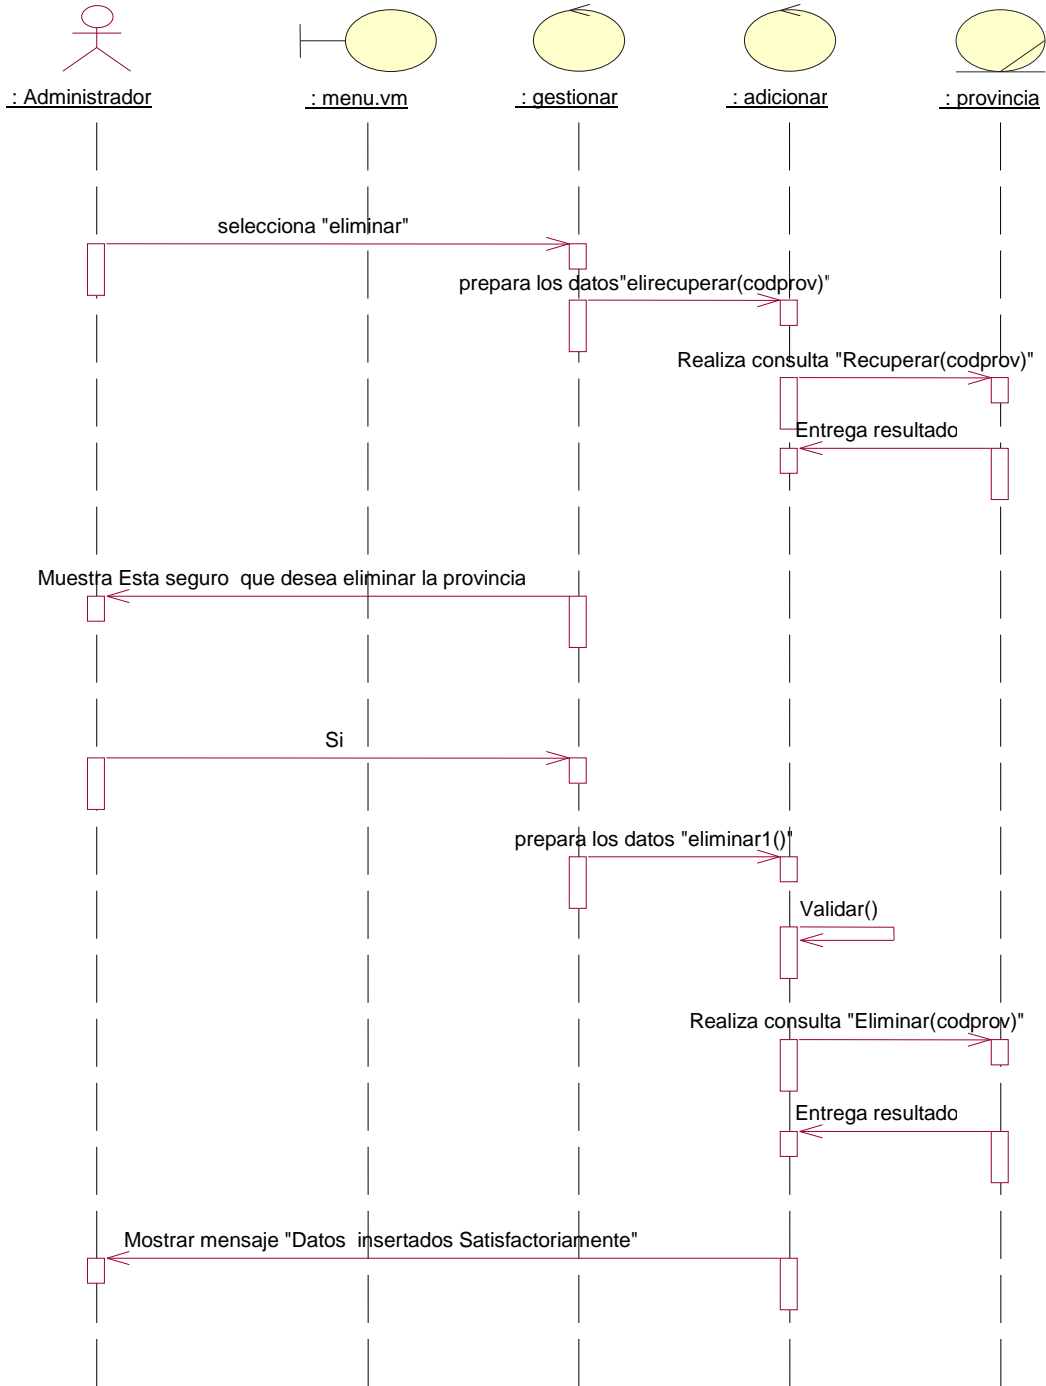 : Administrador
: menu.vm
: gestionar
: adicionar
: provincia
selecciona "eliminar"
prepara los datos"elirecuperar(codprov)"
Realiza consulta "Recuperar(codprov)"
Entrega resultado
Muestra Esta seguro  que desea eliminar la provincia
Si
prepara los datos "eliminar1()"
Validar()
Realiza consulta "Eliminar(codprov)"
Entrega resultado
Mostrar mensaje "Datos  insertados Satisfactoriamente"